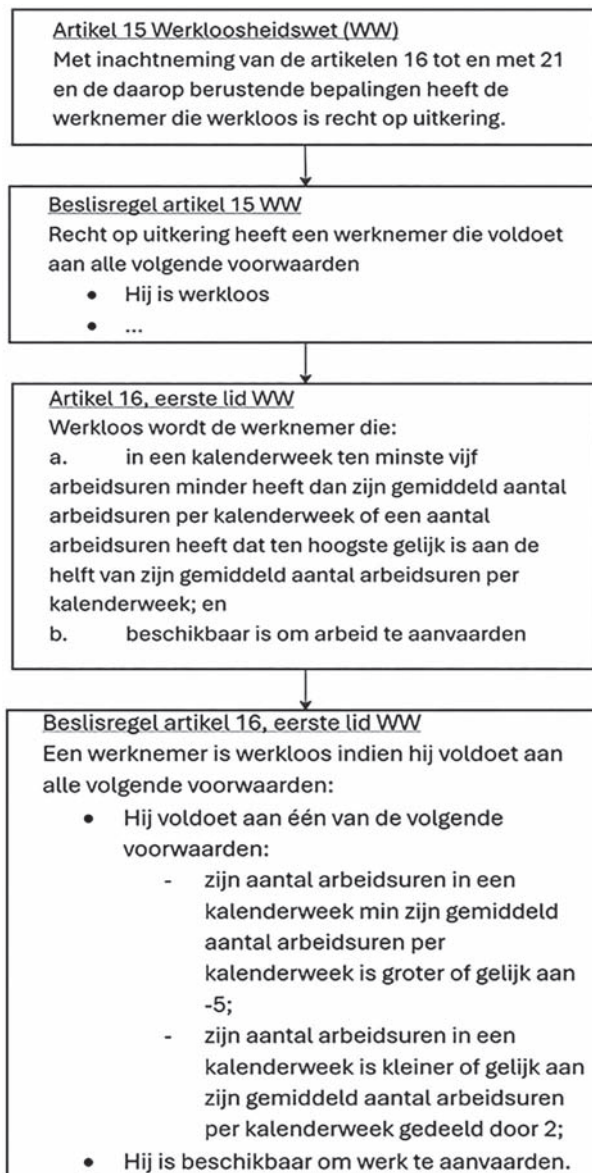 Artikel 15 Werkloosheidswet (WW)
Met inachtneming van de artikelen 16 tot en met 21
en de daarop berustende bepalingen heeft de
werknemer die werkloos is recht op uitkering.
Beslisregel artikel 15 WW
Recht op uitkering heeft een werknemer die voldoet
aan alle volgende voorwaarden
• Hij is werkloos
• ...
Artikel 16, eerste lid WW
Werkloos wordt de werknemer die:
a. in een kalenderweek ten minste vijf
arbeidsuren minder heeft dan zijn gemiddeld aantal
arbeidsuren per kalenderweek of een aantal
arbeidsuren heeft dat ten hoogste gelijk is aan de
helft van zijn gemiddeld aantal arbeidsuren per
kalenderweek; en
b. beschikbaar is om arbeid te aanvaarden
Beslisregel artikel 16, eerste lid WW
Een werknemer is werkloos indien hij voldoet aan
alle volgende voorwaarden:
• Hij voldoet aan één van de volgende
voorwaarden:
- zijn aantal arbeidsuren in een
kalenderweek min zijn gemiddeld
aantal arbeidsuren per
kalenderweek is groter of gelijk aan
-5;
- zijn aantal arbeidsuren in een
kalenderweek is kleiner of gelijk aan
zijn gemiddeld aantal arbeidsuren
per kalenderweek gedeeld door 2;
• Hij is beschikbaar om werk te aanvaarden.